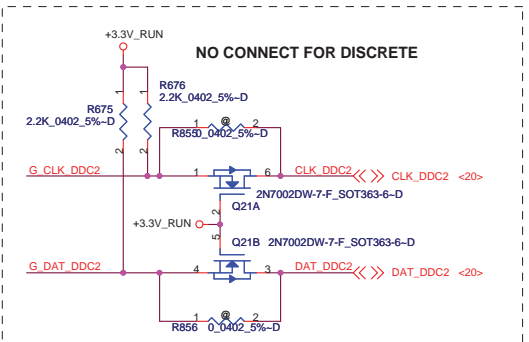 +3.3V_RUN
NO CONNECT FOR DISCRETE
1
1
R676
2.2K_0402_5%~D
R675
2.2K_0402_5%~D
1
@
2
R855
0_0402_5%~D
2
2
G_CLK_DDC2
1
6
CLK_DDC2
CLK_DDC2 <20>
2N7002DW-7-F_SOT363-6~D
2
Q21A
+3.3V_RUN
5
Q21B
2N7002DW-7-F_SOT363-6~D
G_DAT_DDC2
4
3
DAT_DDC2
DAT_DDC2 <20>
1
@
2
R856
0_0402_5%~D